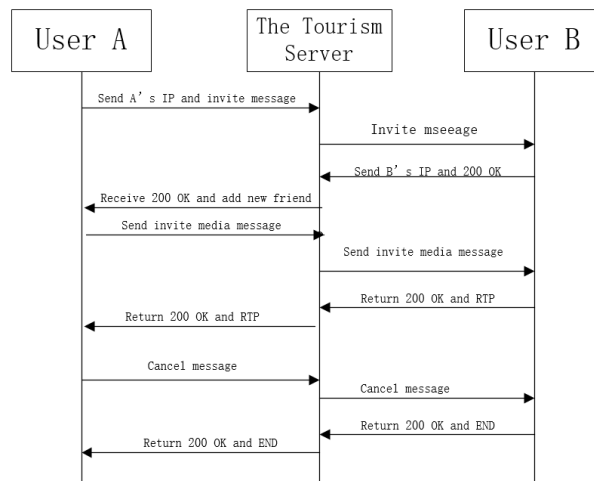 User A
The Tourism
Server
User B
Send A's IP and invite message
Invite mseeage
Send B's IP and 200 OK
Receive 200 OK and add new friend
Send invite media message
Send invite media message
Return 200 OK and RTP
Return 200 OK and RTP
Cancel message
Cancel message
Return 200 OK and END
Return 200 OK and END